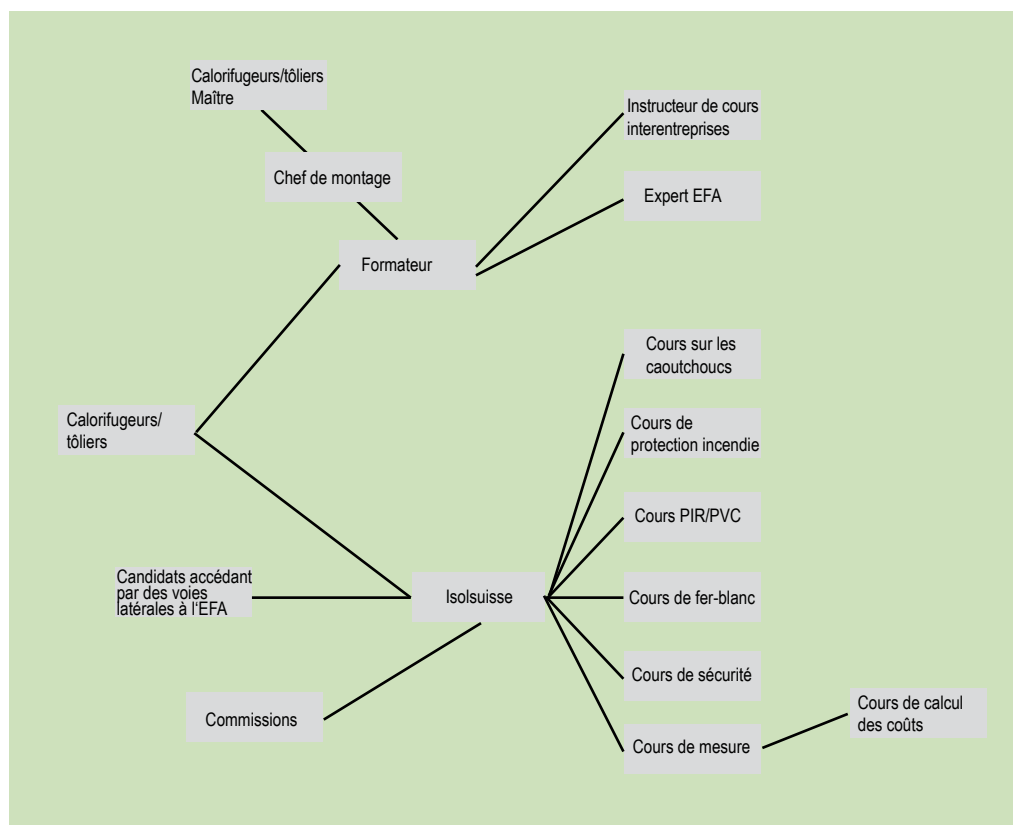 Calorifugeurs/tôliers
Maître
Instructeur de cours
interentreprises
Chef de montage
Expert EFA
Formateur
Cours sur les
caoutchoucs
Calorifugeurs/
tôliers
Cours de
protection incendie
Cours PIR/PVC
Candidats accédant
par des voies
latérales à l'EFA
Isolsuisse
Cours de fer-blanc
Cours de sécurité
Commissions
Cours de calcul
des coûts
Cours de mesure